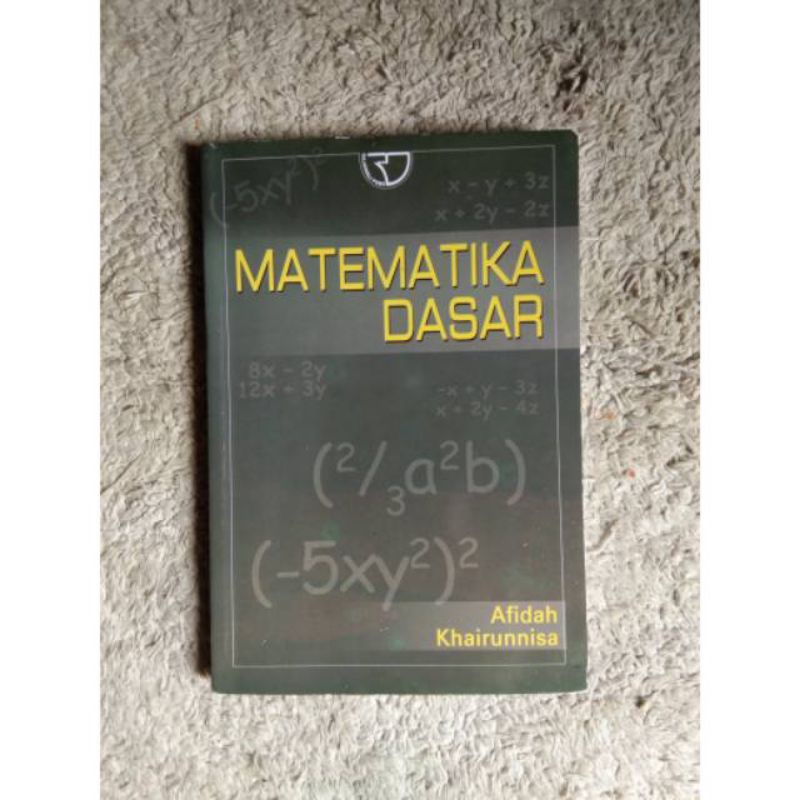 (-5xy²)²
x - y + 3z
x + 2y - 2z
MATEMATIKA
DASAR
8x - 2y
12x + 3y
-x + y - 3z
x + 2y - 4z
(²/₃a²b)
(-5xy²)²
Afidah
Khairunnisa